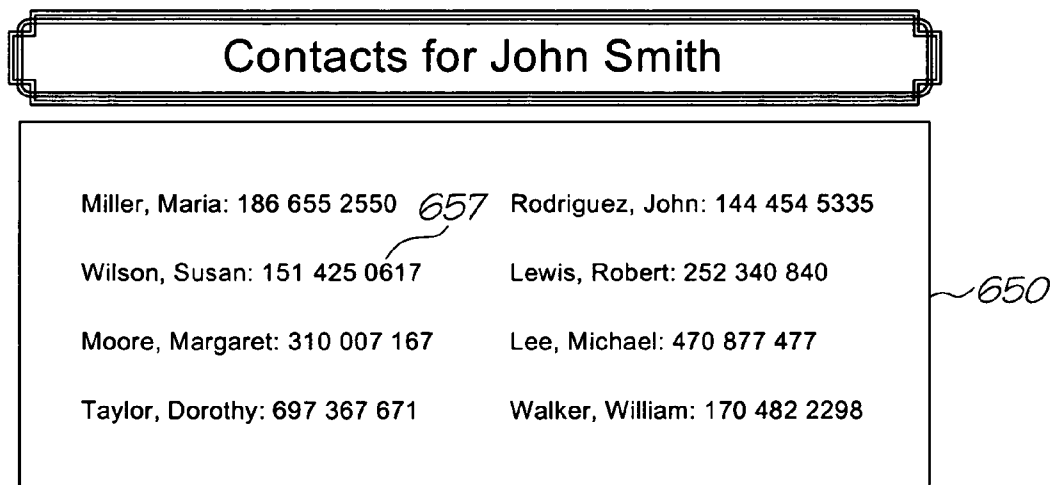 Contacts for John Smith
Miller, Maria: 186 655 2550
657
Rodriguez, John: 144 454 5335
Wilson, Susan: 151 425 0617
Lewis, Robert: 252 340 840
650
Moore, Margaret: 310 007 167
Lee, Michael: 470 877 477
Taylor, Dorothy: 697 367 671
Walker, William: 170 482 2298